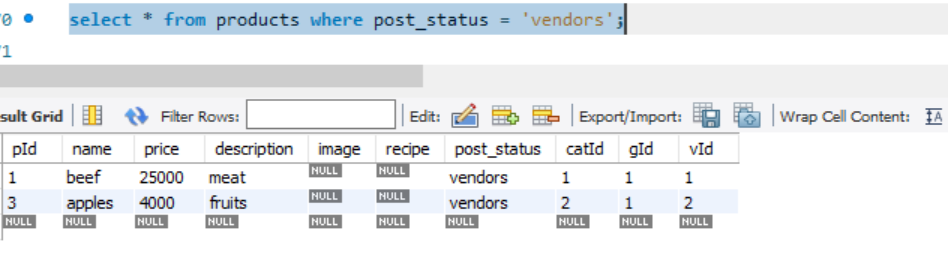 select * from products where post_status = 'vendors';
sult Grid Filter Rows: Edit: Export/Import: Wrap Cell Content: IA
pId name price description image recipe post_status catId gId vId
1 beef 25000 meat NULL NULL vendors 1 1 1
3 apples 4000 fruits NULL NULL vendors 2 1 2
NULL NULL NULL NULL NULL NULL NULL NULL NULL NULL